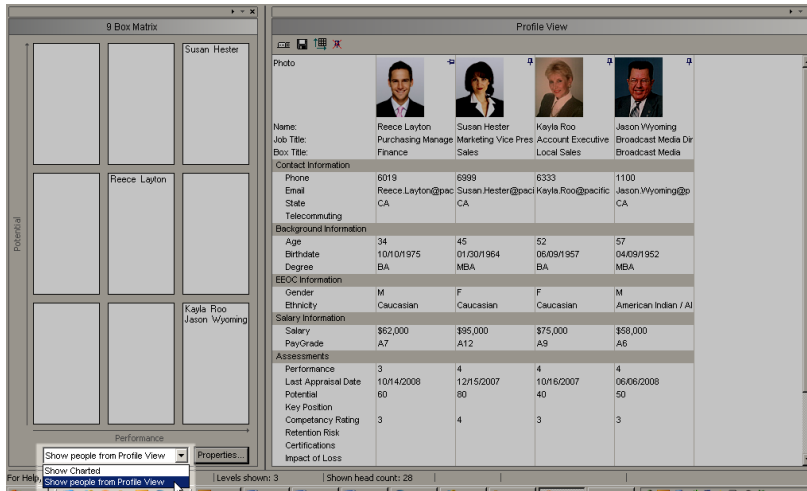 9 Box Matrix
Susan Hester
Reece Layton
Kayla Roo
Jason Wyoming
Potential
Performance
Show people from Profile View
Properties...
Show Charted
Show people from Profile View
Profile View
Photo
Name: Reece Layton Susan Hester Kayla Roo Jason Wyoming
Job Title: Purchasing Manage Marketing Vice Pres Account Executive Broadcast Media Dir
Box Title: Finance Sales Local Sales Broadcast Media
Contact Information
Phone 6019 6999 6333 1100
Email Reece.Layton@pac Susan.Hester@paci Kayla.Roo@pacific Jason.Wyoming@p
State CA CA CA
Telecommuting
Background Information
Age 34 45 52 57
Birthdate 10/10/1975 01/30/1964 06/09/1957 04/09/1952
Degree BA MBA BA MBA
EEOC Information
Gender M F F M
Ethnicity Caucasian Caucasian Caucasian American Indian / Al
Salary Information
Salary $62,000 $95,000 $75,000 $58,000
PayGrade A7 A12 A9 A6
Assessments
Performance 3 4 4 4
Last Appraisal Date 10/14/2008 12/15/2007 10/16/2007 06/06/2008
Potential 60 80 40 50
Key Position
Competancy Rating 3 4 3 3
Retention Risk
Certifications
Impact of Loss
For Help, Levels shown: 3 Shown head count: 28